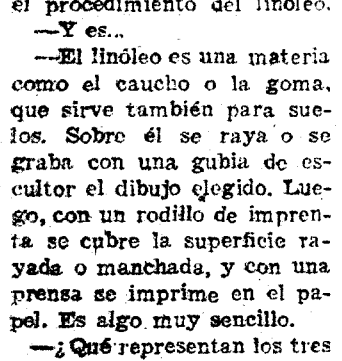 el procedimiento del linóleo.
—Y es...
—El linóleo es una materia
como el caucho o la goma,
que sirve también para sue-
los. Sobre él se raya o se
graba con una gubia de es-
cultor el dibujo elegido. Lue-
go, con un rodillo de impren-
ta se cubre la superficie ra-
yada o manchada, y con una
prensa se imprime en el pa-
pel. Es algo muy sencillo.
—¿Qué representan los tres